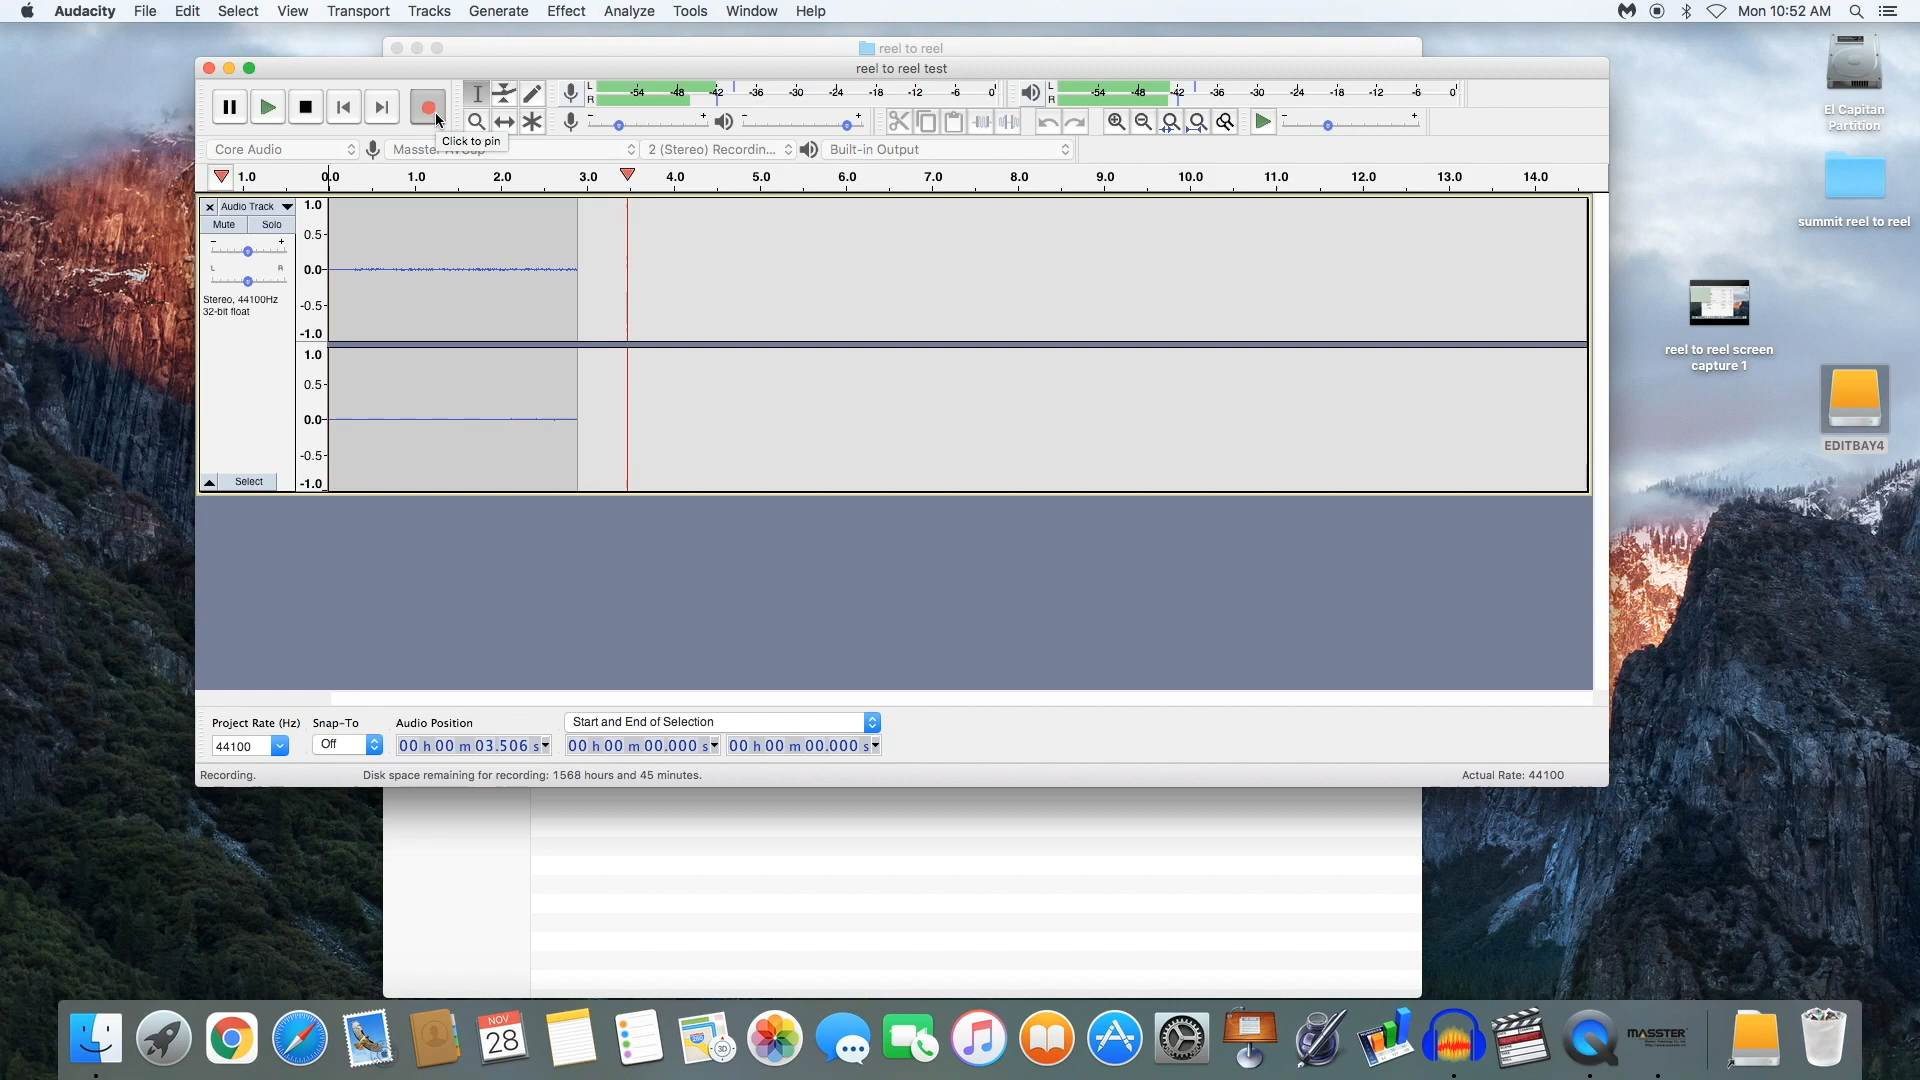 Audacity File Edit Select View Transport Tracks Generate Effect Analyze Tools Window Help
Mon 10:52 AM
reel to reel
reel to reel test
L -54 -48 -42 -36 -30 -24 -18 -12 -6 0
R
L -54 -48 -42 -36 -30 -24 -18 -12 -6 0
R
- +
- +
- +
Click to pin
Core Audio
2 (Stereo) Recordin...
Built-in Output
1.0 0.0 1.0 2.0 3.0 4.0 5.0 6.0 7.0 8.0 9.0 10.0 11.0 12.0 13.0 14.0
Audio Track
Mute Solo
- +
L R
Stereo, 44100Hz
32-bit float
Select
1.0
0.5
0.0
-0.5
-1.0
1.0
0.5
0.0
-0.5
-1.0
Project Rate (Hz) Snap-To Audio Position Start and End of Selection
44100 Off 00 h 00 m 03.506 s 00 h 00 m 00.000 s 00 h 00 m 00.000 s
Recording. Disk space remaining for recording: 1568 hours and 45 minutes. Actual Rate: 44100
El Capitan
Partition
summit reel to reel
reel to reel screen
capture 1
EDITBAY4
NOV
28
3D
MASSTER